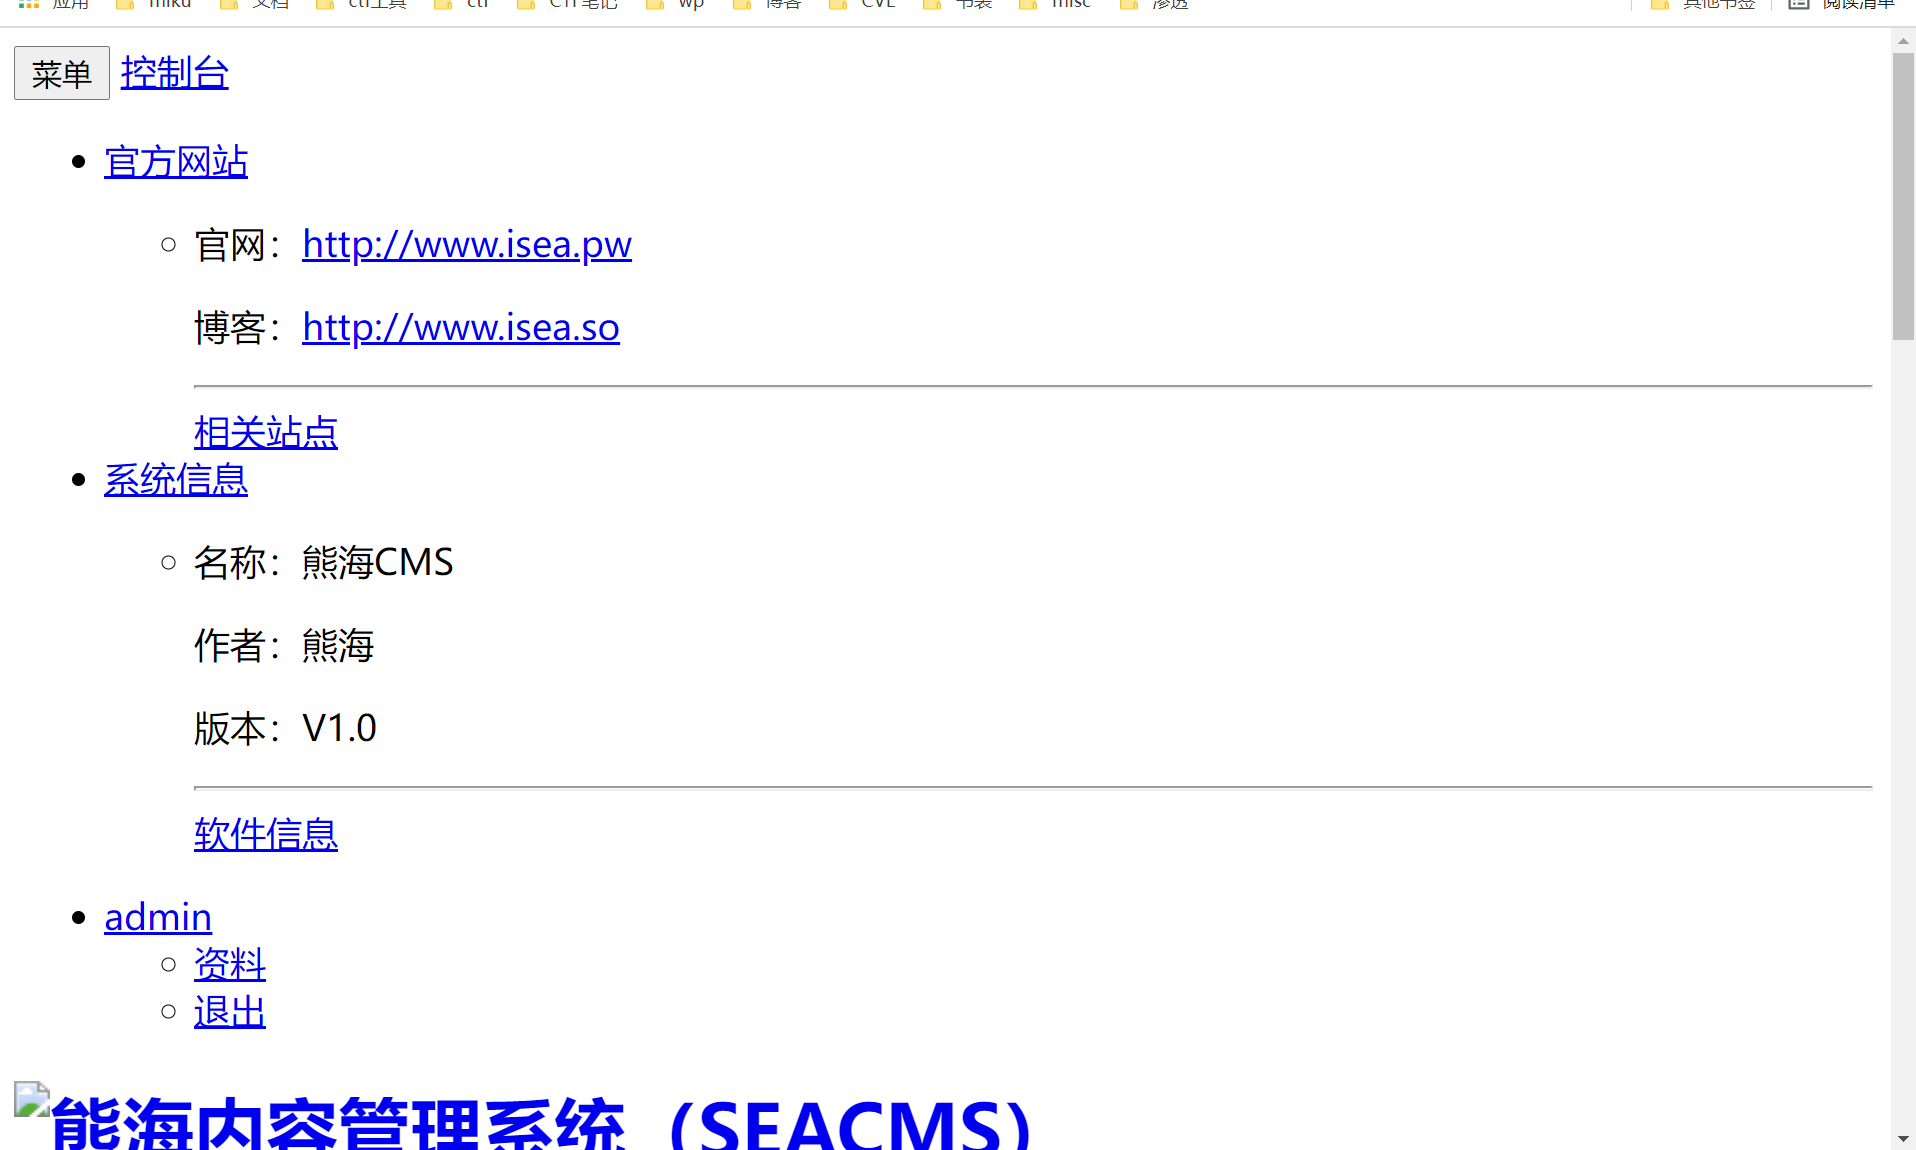 应用 miku 文档 ctf工具 ctf CTF笔记 wp 博客 CVE 书签 misc 渗透 其他书签 阅读清单
菜单 控制台
官方网站
官网：http://www.isea.pw
博客：http://www.isea.so
相关站点
系统信息
名称：熊海CMS
作者：熊海
版本：V1.0
软件信息
admin
资料
退出
熊海内容管理系统（SEACMS）